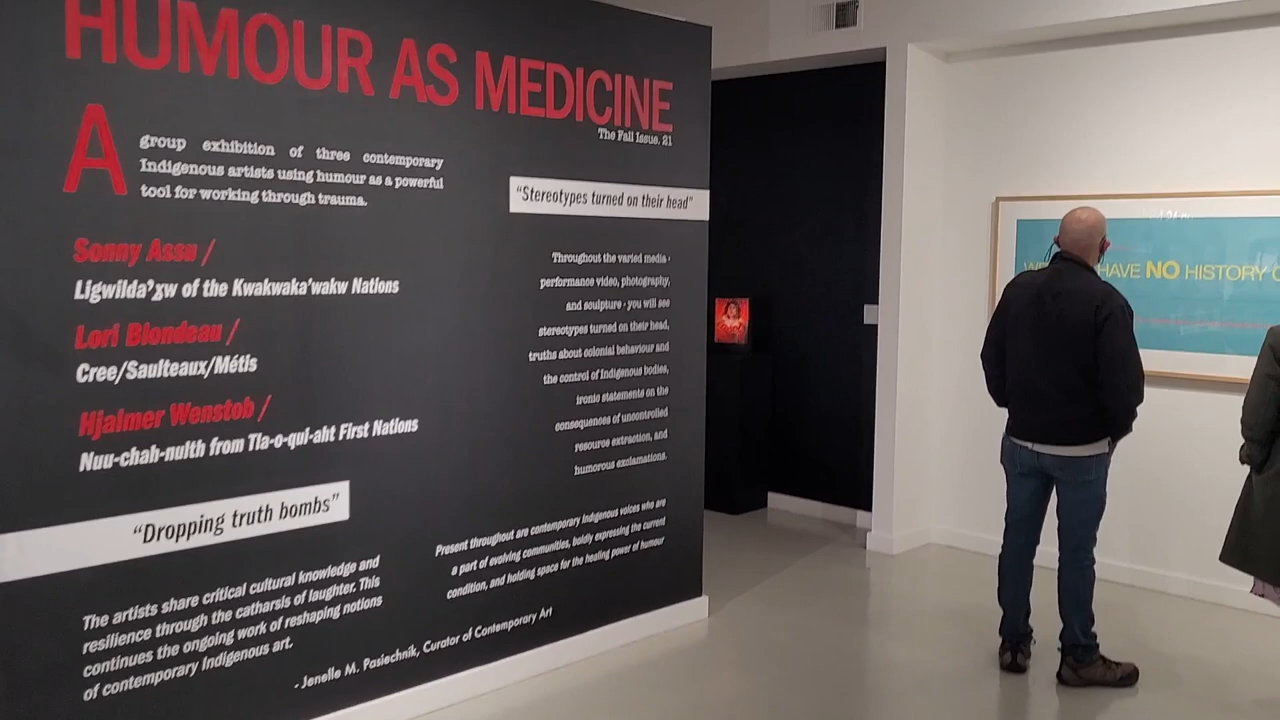 HUMOUR AS MEDICINE
The Fall Issue. 21
A group exhibition of three contemporary
Indigenous artists using humour as a powerful
tool for working through trauma.
Sonny Assu /
Ligwilda'x̱w of the Kwakwaka'wakw Nations
Lori Blondeau /
Cree/Saulteaux/Métis
Hjalmer Wenstob /
Nuu-chah-nulth from Tla-o-qui-aht First Nations
"Dropping truth bombs"
The artists share critical cultural knowledge and
resilience through the catharsis of laughter. This
continues the ongoing work of reshaping notions
of contemporary Indigenous art.
"Stereotypes turned on their head"
Throughout the varied media -
performance video, photography,
and sculpture - you will see
stereotypes turned on their head,
truths about colonial behaviour and
the control of Indigenous bodies,
ironic statements on the
consequences of uncontrolled
resource extraction, and
humorous exclamations.
Present throughout are contemporary Indigenous voices who are
a part of evolving communities, boldly expressing the current
condition, and holding space for the healing power of humour
- Jenelle M. Pasiechnik, Curator of Contemporary Art
HAVE NO HISTORY